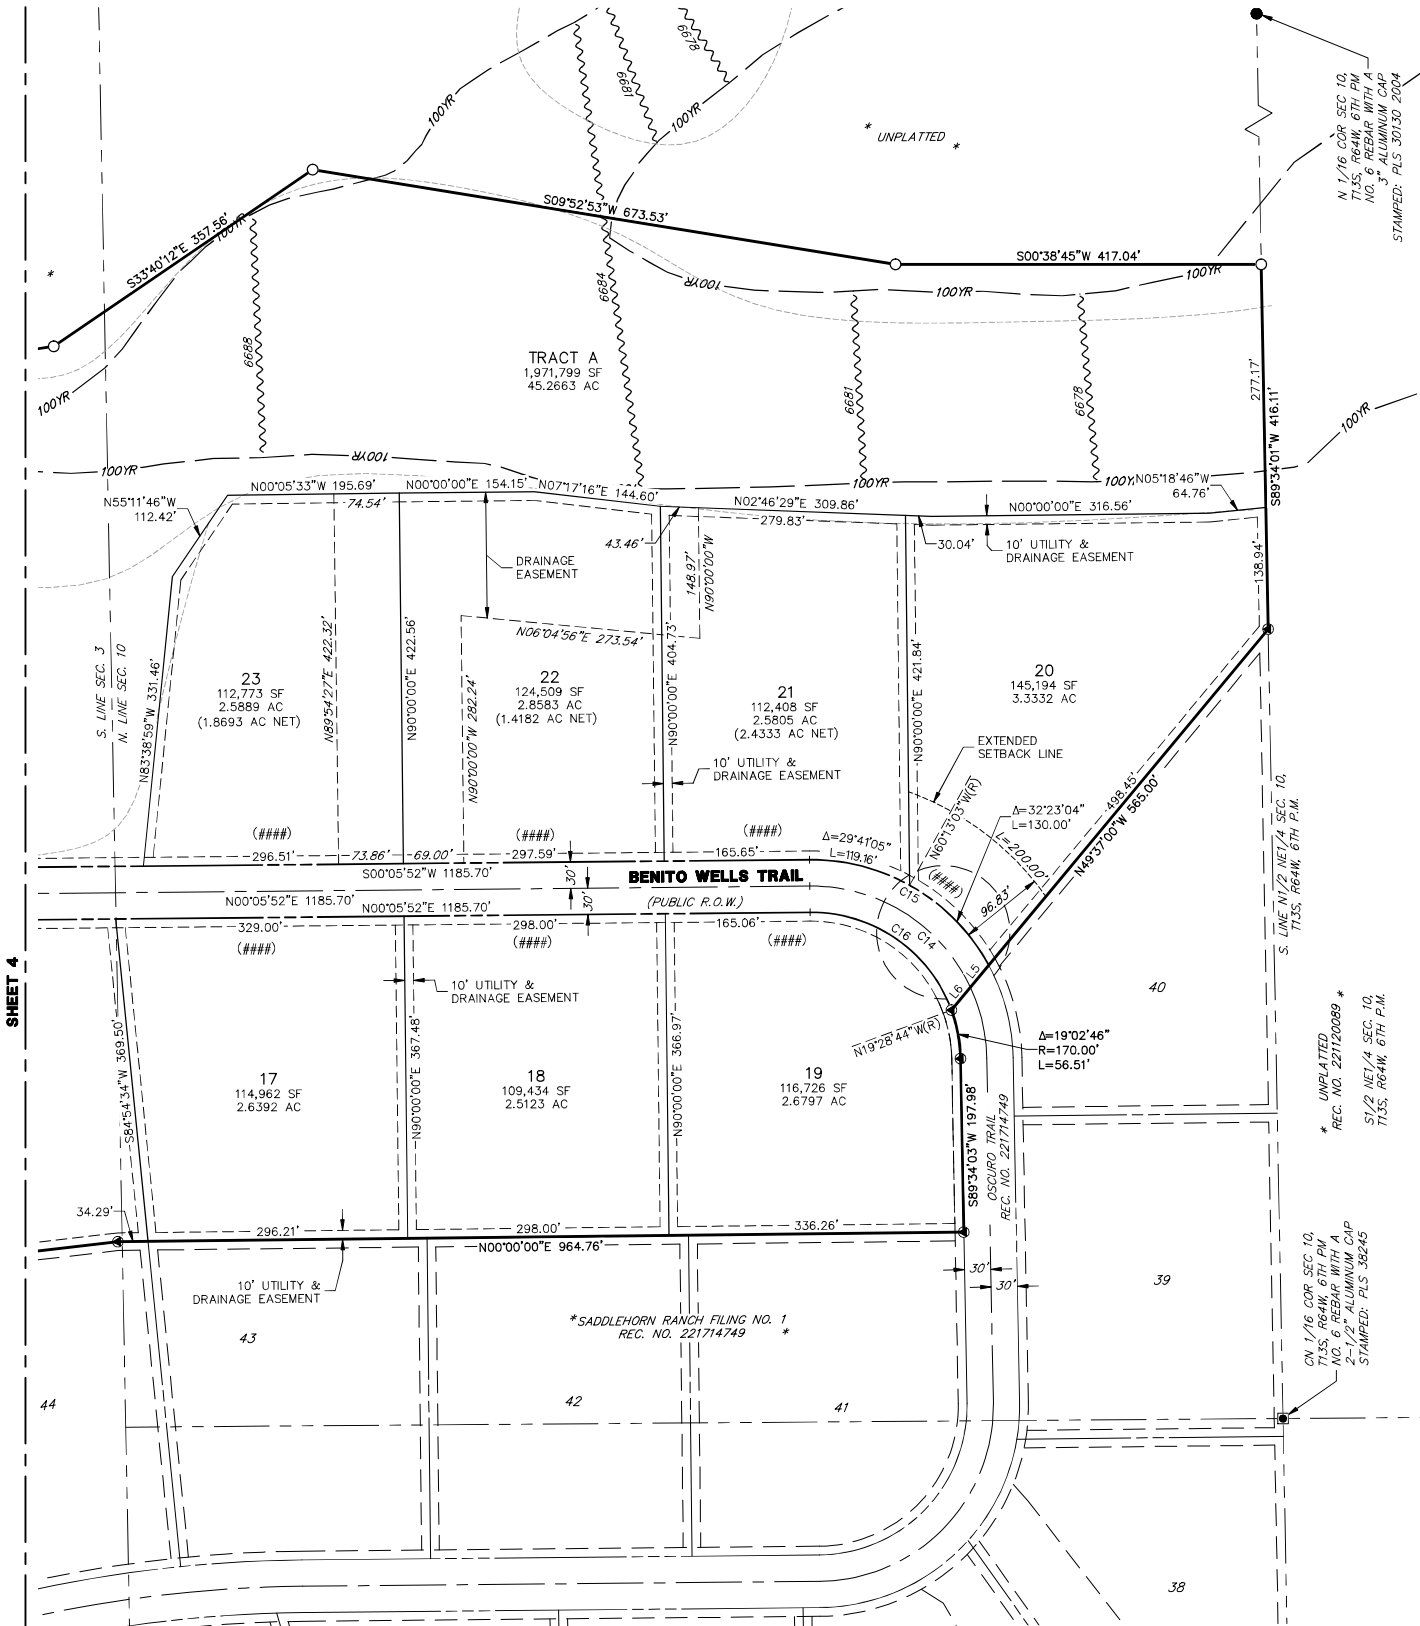 N 1/16 COR SEC 10,
T13S, R64W, 6TH PM
NO. 6 REBAR WITH A
3" ALUMINUM CAP
STAMPED: PLS 30130 2004
6678
6681
100YR
100YR
*
UNPLATTED
*
S33°40'12"E 357.56'
100YR
S09°52'53"W 673.53'
S00°38'45"W 417.04'
*
6688
6684
100YR
100YR
100YR
6681
6678
TRACT A
1,971,799 SF
45.2663 AC
277.17'
S89°34'01"W 416.11'
100YR
100YR
100YR
100YR
100YR
100YR
N55°11'46"W
112.42'
N00°05'33"W 195.69'
74.54'
N00°00'00"E 154.15'
N07°17'16"E 144.60'
N02°46'29"E 309.86'
279.83'
N00°00'00"E 316.56'
N05°18'46"W
64.76'
43.46'
30.04'
10' UTILITY &
DRAINAGE EASEMENT
DRAINAGE
EASEMENT
148.97'
N90°00'00"W
138.94'
N06°04'56"E 273.54'
S. LINE SEC. 3
N. LINE SEC. 10
N83°38'59"W 331.46'
N89°54'27"E 422.32'
N90°00'00"E 422.56'
N90°00'00"W 282.24'
N90°00'00"E 404.73'
N90°00'00"E 421.84'
23
112,773 SF
2.5889 AC
(1.8693 AC NET)
22
124,509 SF
2.8583 AC
(1.4182 AC NET)
21
112,408 SF
2.5805 AC
(2.4333 AC NET)
20
145,194 SF
3.3332 AC
EXTENDED
SETBACK LINE
10' UTILITY &
DRAINAGE EASEMENT
N60°13'03"W(R)
Δ=32°23'04"
L=130.00'
L=200.00'
498.45'
N49°37'00"W 565.00'
S. LINE N1/2 NE1/4 SEC. 10,
T13S, R64W, 6TH P.M.
(####)
(####)
(####)
(####)
Δ=29°41'05"
L=119.16'
296.51'
73.86'
69.00'
297.59'
165.65'
S00°05'52"W 1185.70'
30'
BENITO WELLS TRAIL
(PUBLIC R.O.W.)
30'
N00°05'52"E 1185.70'
N00°05'52"E 1185.70'
C15
C14
C16
96.83'
L5
L6
329.00'
298.00'
165.06'
(####)
(####)
(####)
10' UTILITY &
DRAINAGE EASEMENT
40
SHEET 4
S84°54'34"W 369.50'
N90°00'00"E 367.48'
N90°00'00"E 366.97'
17
114,962 SF
2.6392 AC
18
109,434 SF
2.5123 AC
19
116,726 SF
2.6797 AC
N19°28'44"W(R)
Δ=19°02'46"
R=170.00'
L=56.51'
S89°34'03"W 197.98'
OSCURO TRAIL
REC. NO. 221714749
* UNPLATTED
REC. NO. 221120089 *
S1/2 NE1/4 SEC. 10,
T13S, R64W, 6TH P.M.
34.29'
296.21'
298.00'
336.26'
N00°00'00"E 964.76'
30'
30'
10' UTILITY &
DRAINAGE EASEMENT
39
CN 1/16 COR SEC 10,
T13S, R64W, 6TH PM
NO. 6 REBAR WITH A
2-1/2" ALUMINUM CAP
STAMPED: PLS 38245
*SADDLEHORN RANCH FILING NO. 1
REC. NO. 221714749 *
43
44
42
41
38